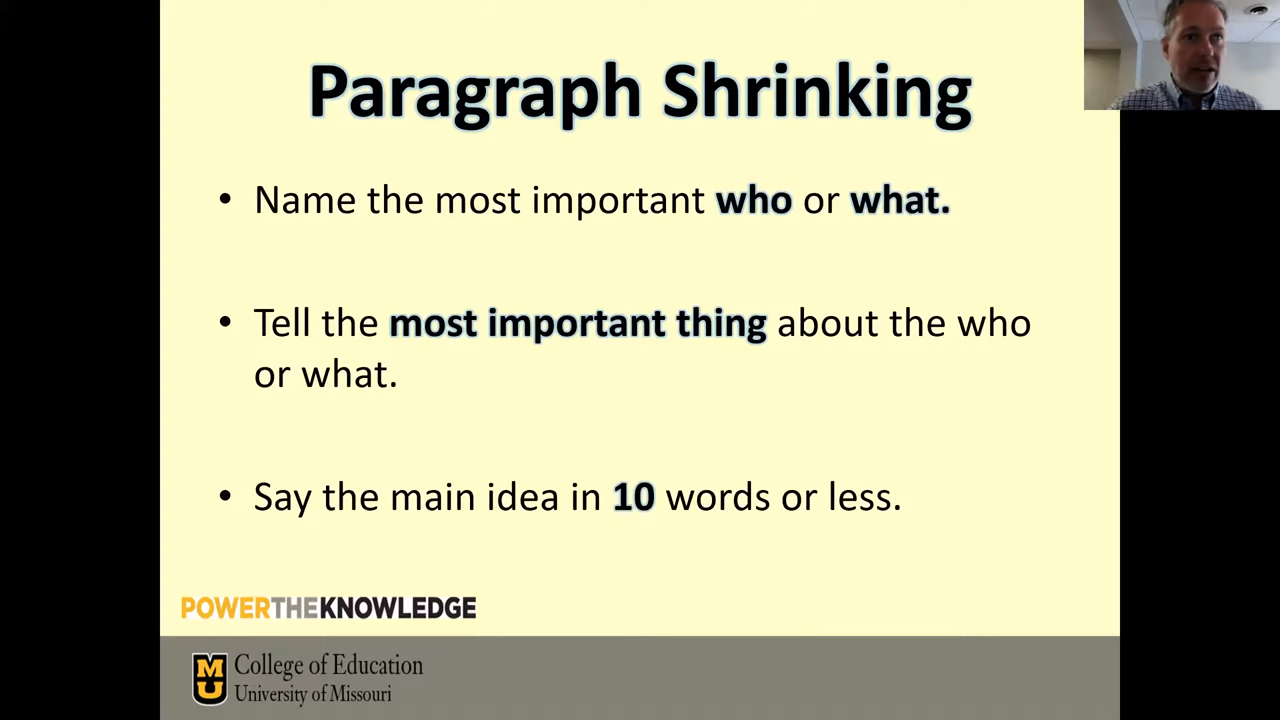 Paragraph Shrinking
• Name the most important who or what.
• Tell the most important thing about the who
or what.
• Say the main idea in 10 words or less.
POWERTHEKNOWLEDGE
MU
College of Education
University of Missouri